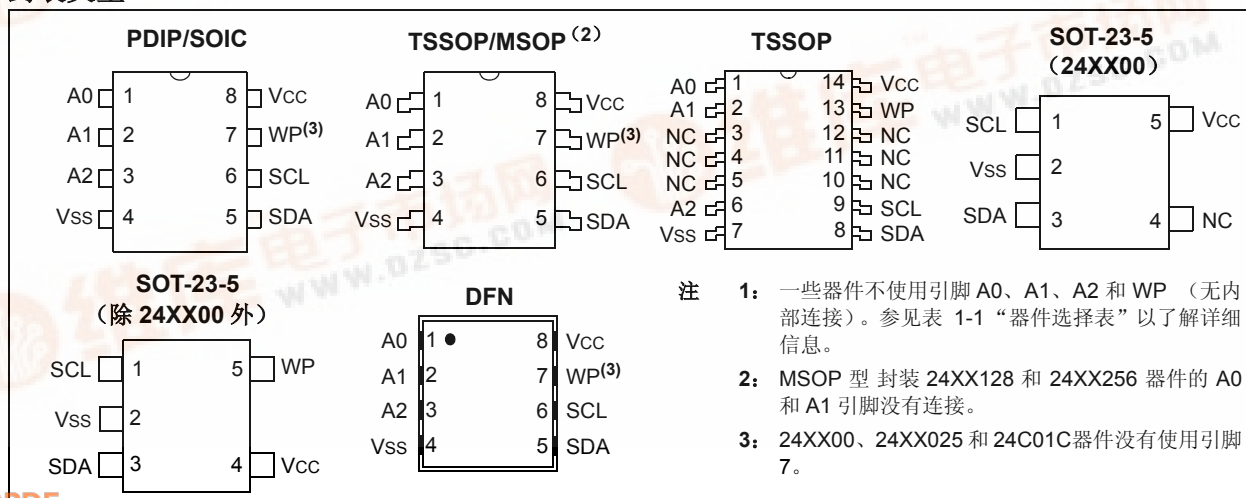 PDIP/SOIC
A0 1 8 VCC
A1 2 7 WP(3)
A2 3 6 SCL
VSS 4 5 SDA
TSSOP/MSOP（2）
A0 1 8 VCC
A1 2 7 WP(3)
A2 3 6 SCL
VSS 4 5 SDA
TSSOP
A0 1 14 VCC
A1 2 13 WP
NC 3 12 NC
NC 4 11 NC
NC 5 10 NC
A2 6 9 SCL
VSS 7 8 SDA
SOT-23-5
（24XX00）
SCL 1 5 VCC
VSS 2
SDA 3 4 NC
SOT-23-5
（除 24XX00 外）
SCL 1 5 WP
VSS 2
SDA 3 4 VCC
DFN
A0 1 8 VCC
A1 2 7 WP(3)
A2 3 6 SCL
VSS 4 5 SDA
注 1： 一些器件不使用引脚 A0、A1、A2 和 WP （无内
部连接）。参见表 1-1“器件选择表”以了解详细
信息。
2： MSOP 型 封装 24XX128 和 24XX256 器件的 A0
和 A1 引脚没有连接。
3： 24XX00、24XX025 和 24C01C器件没有使用引脚
7。
维库电子市场网
WWW.DZSC.COM